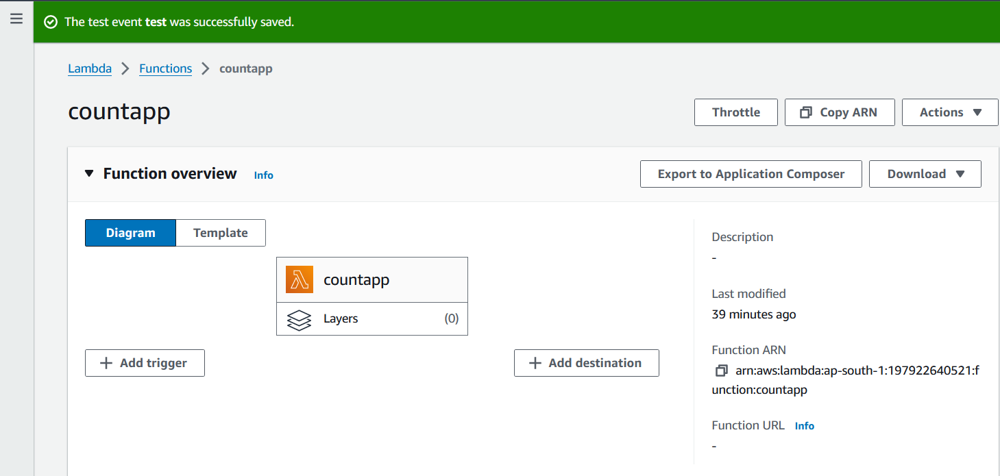 The test event test was successfully saved.
Lambda Functions countapp
countapp
Throttle Copy ARN Actions
Function overview Info
Export to Application Composer Download
Diagram Template
countapp
Layers (0)
Add trigger
Add destination
Description
-
Last modified
39 minutes ago
Function ARN
arn:aws:lambda:ap-south-1:197922640521:f
unction:countapp
Function URL Info
-